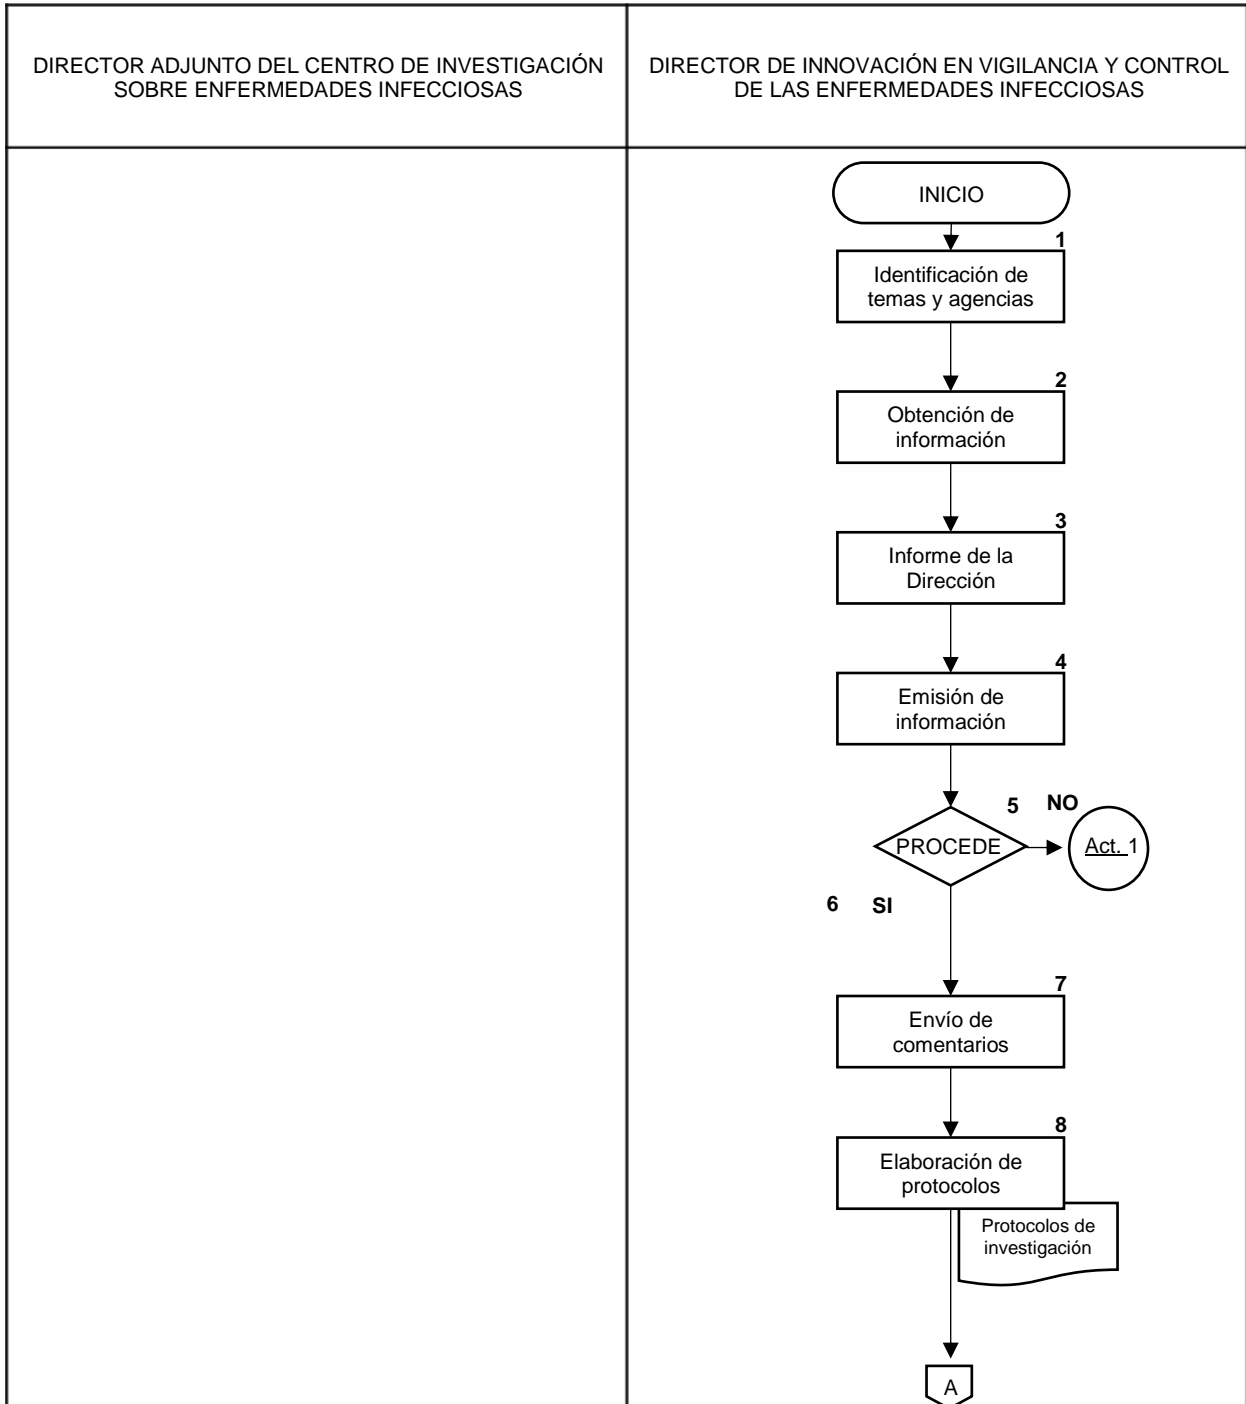 DIRECTOR ADJUNTO DEL CENTRO DE INVESTIGACIÓN
SOBRE ENFERMEDADES INFECCIOSAS
DIRECTOR DE INNOVACIÓN EN VIGILANCIA Y CONTROL
DE LAS ENFERMEDADES INFECCIOSAS
INICIO
1
Identificación de
temas y agencias
2
Obtención de
información
3
Informe de la
Dirección
4
Emisión de
información
5 NO
PROCEDE
Act. 1
6 SI
7
Envío de
comentarios
8
Elaboración de
protocolos
Protocolos de
investigación
A